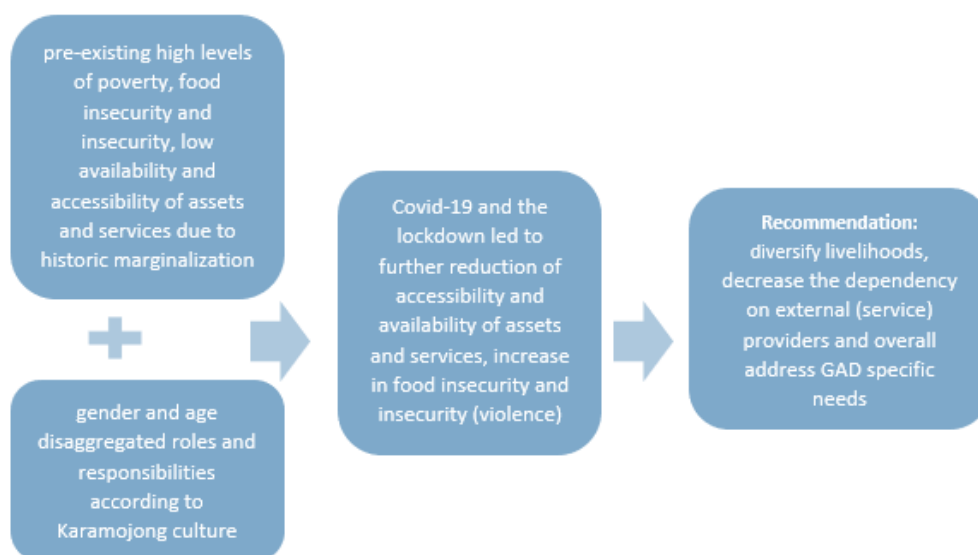 pre-existing high levels
of poverty, food
insecurity and
insecurity, low
availability and
accessibility of assets
and services due to
historic marginalization
gender and age
disaggregated roles and
responsibilities
according to
Karamojong culture
Covid-19 and the
lockdown led to
further reduction of
accessibility and
availability of assets
and services, increase
in food insecurity and
insecurity (violence)
Recommendation:
diversify livelihoods,
decrease the dependency
on external (service)
providers and overall
address GAD specific
needs